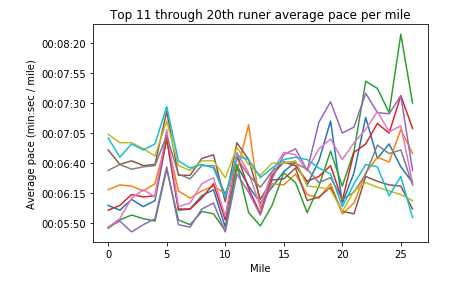 Top 11 through 20th runer average pace per mile
Average pace (min:sec / mile)
00:08:20
00:07:55
00:07:30
00:07:05
00:06:40
00:06:15
00:05:50
0 5 10 15 20 25
Mile